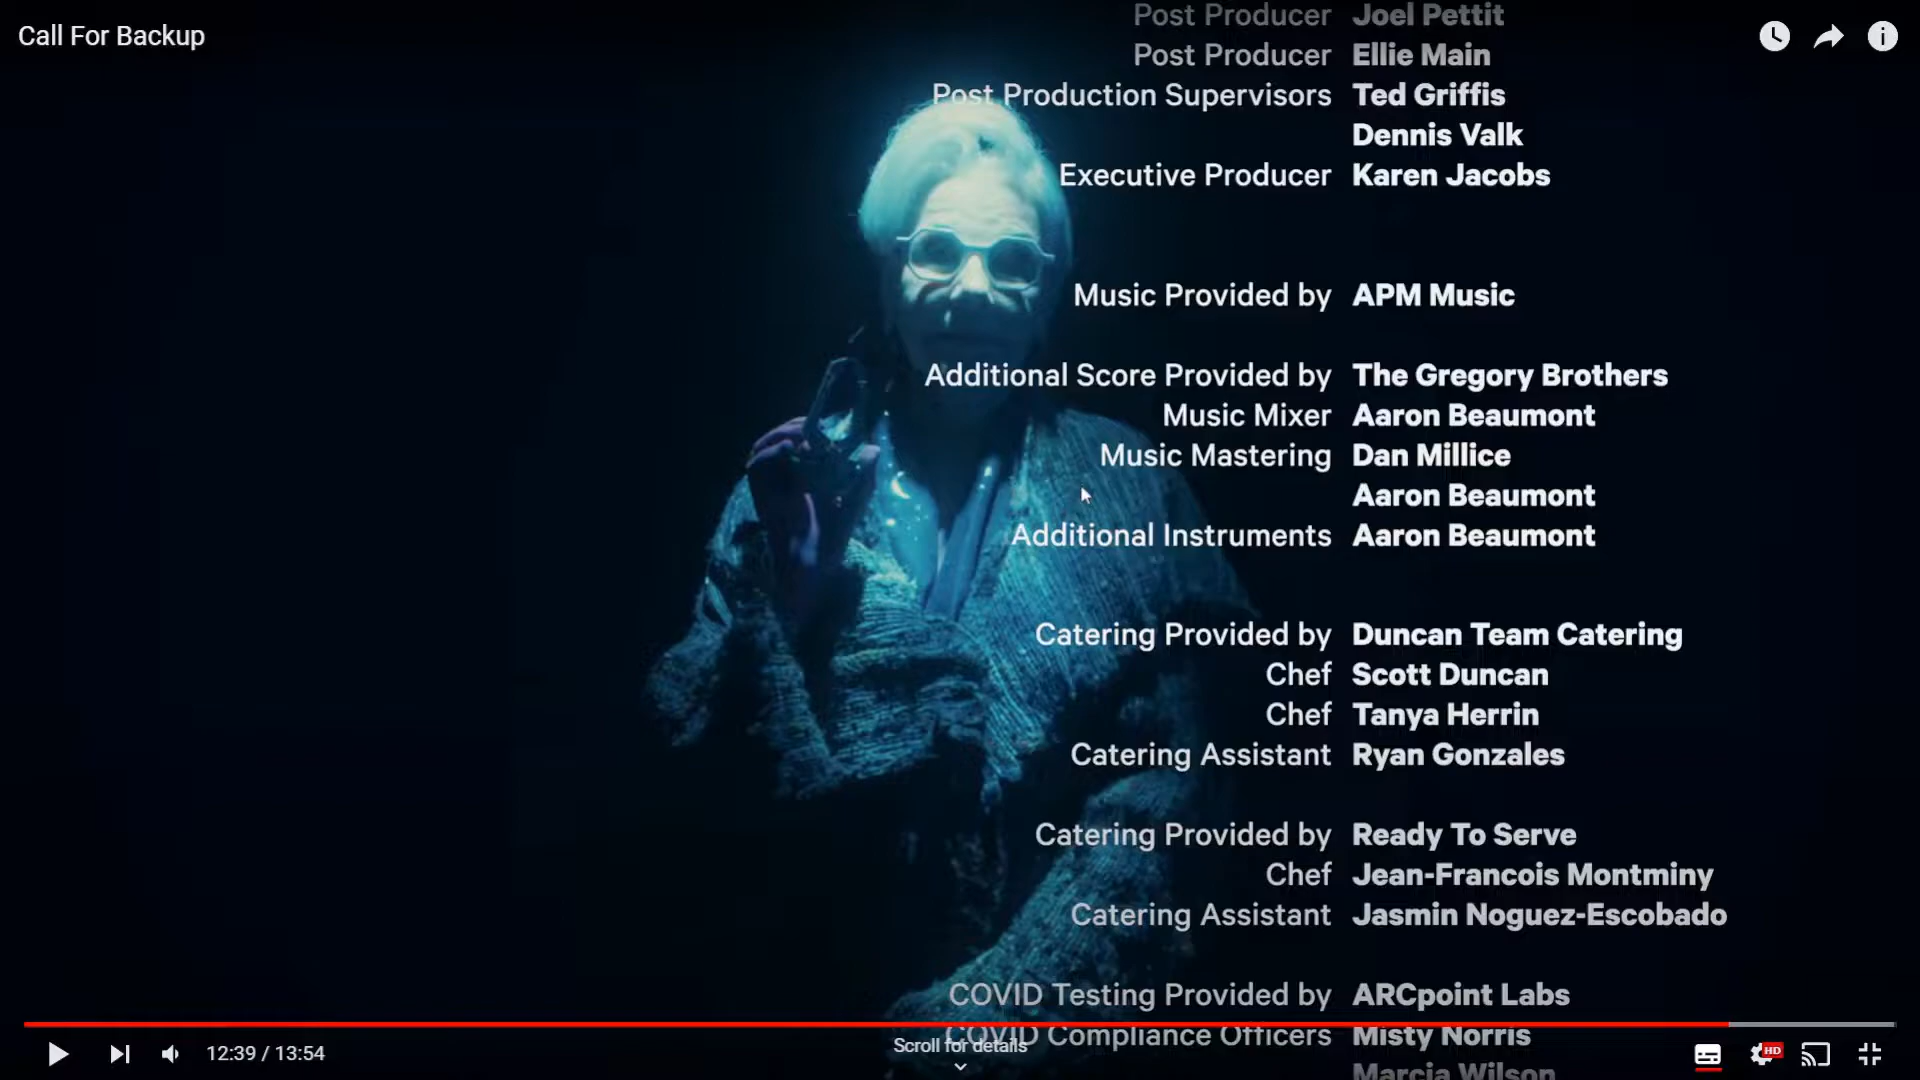 Call For Backup
Post Producer Joel Pettit
Post Producer Ellie Main
Post Production Supervisors Ted Griffis
Dennis Valk
Executive Producer Karen Jacobs
Music Provided by APM Music
Additional Score Provided by The Gregory Brothers
Music Mixer Aaron Beaumont
Music Mastering Dan Millice
Aaron Beaumont
Additional Instruments Aaron Beaumont
Catering Provided by Duncan Team Catering
Chef Scott Duncan
Chef Tanya Herrin
Catering Assistant Ryan Gonzales
Catering Provided by Ready To Serve
Chef Jean-Francois Montminy
Catering Assistant Jasmin Noguez-Escobado
COVID Testing Provided by ARCpoint Labs
COVID Compliance Officers Misty Norris
Marcia Wilson
12:39 / 13:54
Scroll for details
HD